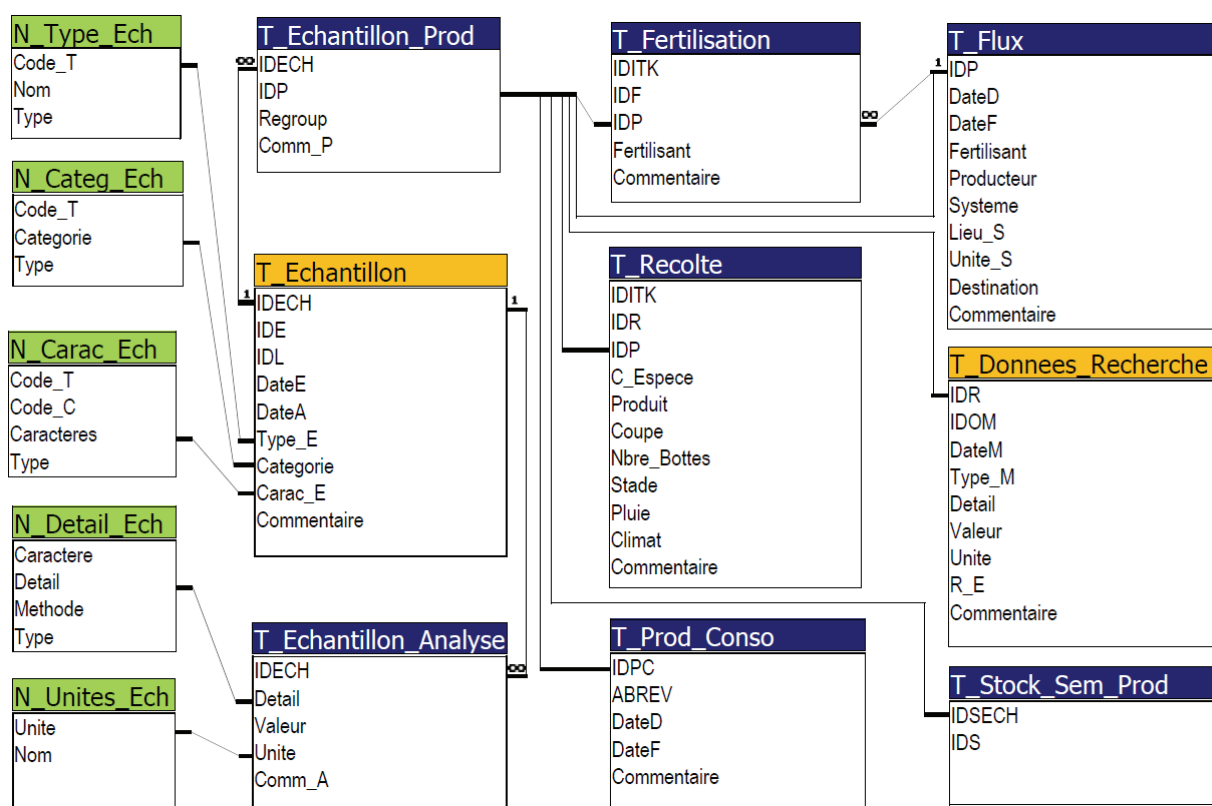 N_Type_Ech
Code_T
Nom
Type
N_Categ_Ech
Code_T
Categorie
Type
N_Carac_Ech
Code_T
Code_C
Caracteres
Type
N_Detail_Ech
Caractere
Detail
Methode
Type
N_Unites_Ech
Unite
Nom
T_Echantillon_Prod
∞
IDECH
IDP
Regroup
Comm_P
T_Echantillon
1
1
IDECH
IDE
IDL
DateE
DateA
Type_E
Categorie
Carac_E
Commentaire
T_Echantillon_Analyse
IDECH
∞
Detail
Valeur
Unite
Comm_A
T_Fertilisation
IDITK
IDF
IDP
∞
Fertilisant
Commentaire
T_Recolte
IDITK
IDR
IDP
C_Espece
Produit
Coupe
Nbre_Bottes
Stade
Pluie
Climat
Commentaire
T_Prod_Conso
IDPC
ABREV
DateD
DateF
Commentaire
T_Flux
1
IDP
DateD
DateF
Fertilisant
Producteur
Systeme
Lieu_S
Unite_S
Destination
Commentaire
T_Donnees_Recherche
IDR
IDOM
DateM
Type_M
Detail
Valeur
Unite
R_E
Commentaire
T_Stock_Sem_Prod
IDSECH
IDS